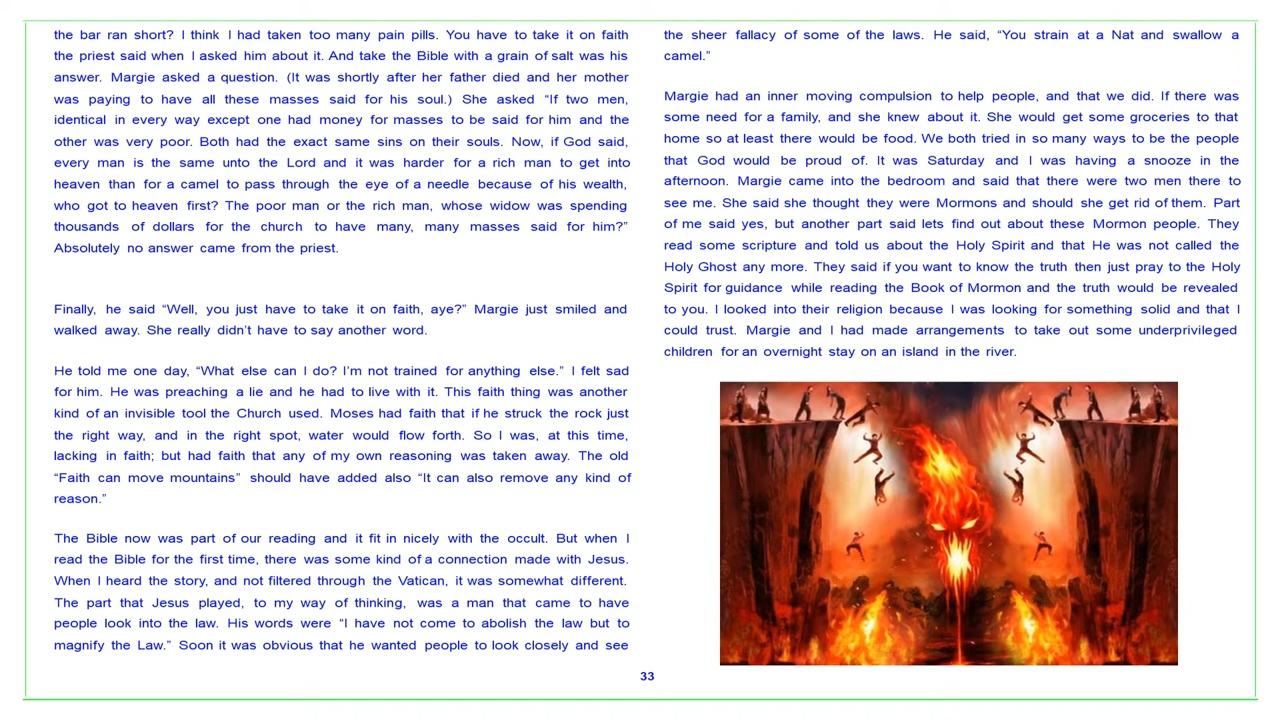 the bar ran short? I think I had taken too many pain pills. You have to take it on faith
the priest said when I asked him about it. And take the Bible with a grain of salt was his
answer. Margie asked a question. (It was shortly after her father died and her mother
was paying to have all these masses said for his soul.) She asked “If two men,
identical in every way except one had money for masses to be said for him and the
other was very poor. Both had the exact same sins on their souls. Now, if God said,
every man is the same unto the Lord and it was harder for a rich man to get into
heaven than for a camel to pass through the eye of a needle because of his wealth,
who got to heaven first? The poor man or the rich man, whose widow was spending
thousands of dollars for the church to have many, many masses said for him?”
Absolutely no answer came from the priest.
Finally, he said “Well, you just have to take it on faith, aye?” Margie just smiled and
walked away. She really didn’t have to say another word.
He told me one day, “What else can I do? I’m not trained for anything else.” I felt sad
for him. He was preaching a lie and he had to live with it. This faith thing was another
kind of an invisible tool the Church used. Moses had faith that if he struck the rock just
the right way, and in the right spot, water would flow forth. So I was, at this time,
lacking in faith; but had faith that any of my own reasoning was taken away. The old
“Faith can move mountains” should have added also “It can also remove any kind of
reason.”
The Bible now was part of our reading and it fit in nicely with the occult. But when I
read the Bible for the first time, there was some kind of a connection made with Jesus.
When I heard the story, and not filtered through the Vatican, it was somewhat different.
The part that Jesus played, to my way of thinking, was a man that came to have
people look into the law. His words were “I have not come to abolish the law but to
magnify the Law.” Soon it was obvious that he wanted people to look closely and see
the sheer fallacy of some of the laws. He said, “You strain at a Nat and swallow a
camel.”
Margie had an inner moving compulsion to help people, and that we did. If there was
some need for a family, and she knew about it. She would get some groceries to that
home so at least there would be food. We both tried in so many ways to be the people
that God would be proud of. It was Saturday and I was having a snooze in the
afternoon. Margie came into the bedroom and said that there were two men there to
see me. She said she thought they were Mormons and should she get rid of them. Part
of me said yes, but another part said lets find out about these Mormon people. They
read some scripture and told us about the Holy Spirit and that He was not called the
Holy Ghost any more. They said if you want to know the truth then just pray to the Holy
Spirit for guidance while reading the Book of Mormon and the truth would be revealed
to you. I looked into their religion because I was looking for something solid and that I
could trust. Margie and I had made arrangements to take out some underprivileged
children for an overnight stay on an island in the river.
33